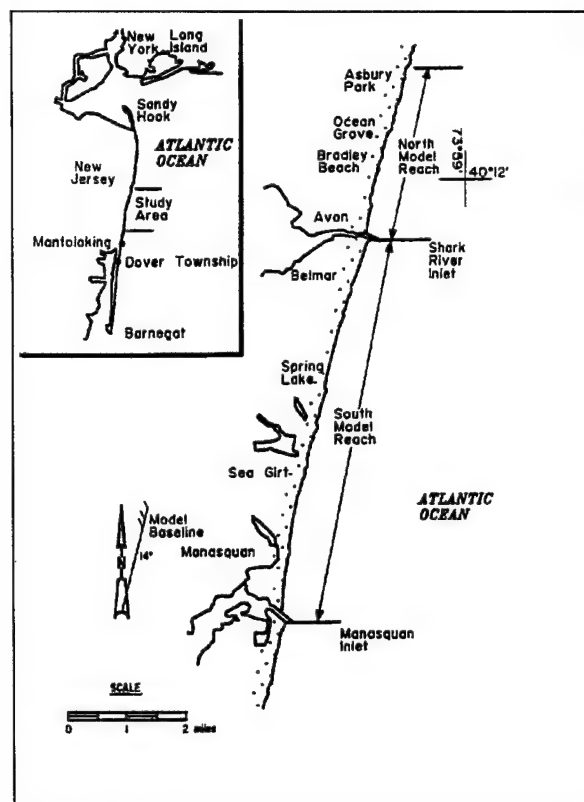 New Long
York Island
Sandy
Hook
ATLANTIC
OCEAN
New
Jersey
Study
Area
Mantoloking
Dover Township
Barnegat
Asbury
Park
Ocean
Grove
Bradley
Beach
North
Model
Reach
73°59'
40°12'
Avon
Shark
River
Inlet
Belmar
Spring
Lake
South
Model
Reach
Sea Girt
ATLANTIC
OCEAN
Model
Baseline
14°
N
Manasquan
Manasquan
Inlet
SCALE
0 1 2 miles